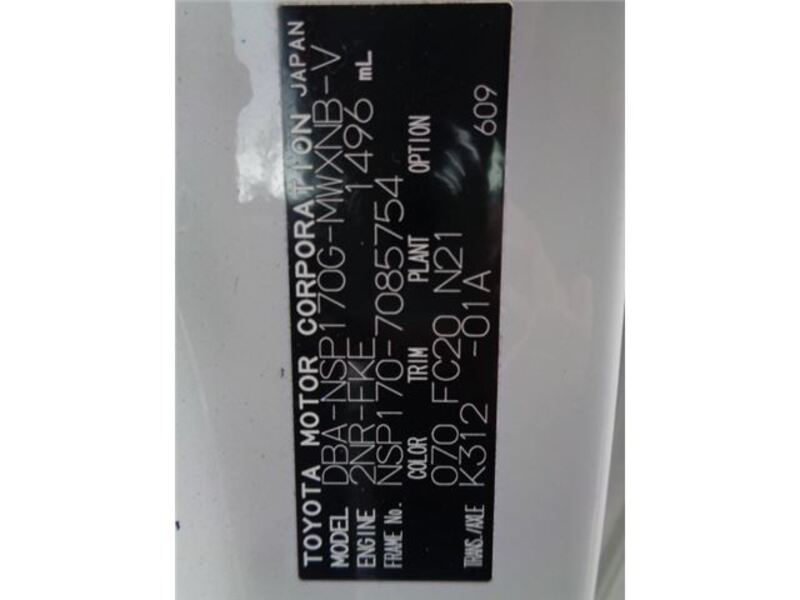 TOYOTA MOTOR CORPORATION JAPAN
MODEL DBA-NSP170G-MWXNB-V
ENGINE 2NR-FKE 1496 mL
FRAME No. NSP170-7085754
COLOR TRIM PLANT OPTION
070 FC20 N21
TRANS./AXLE K312 -01A 609